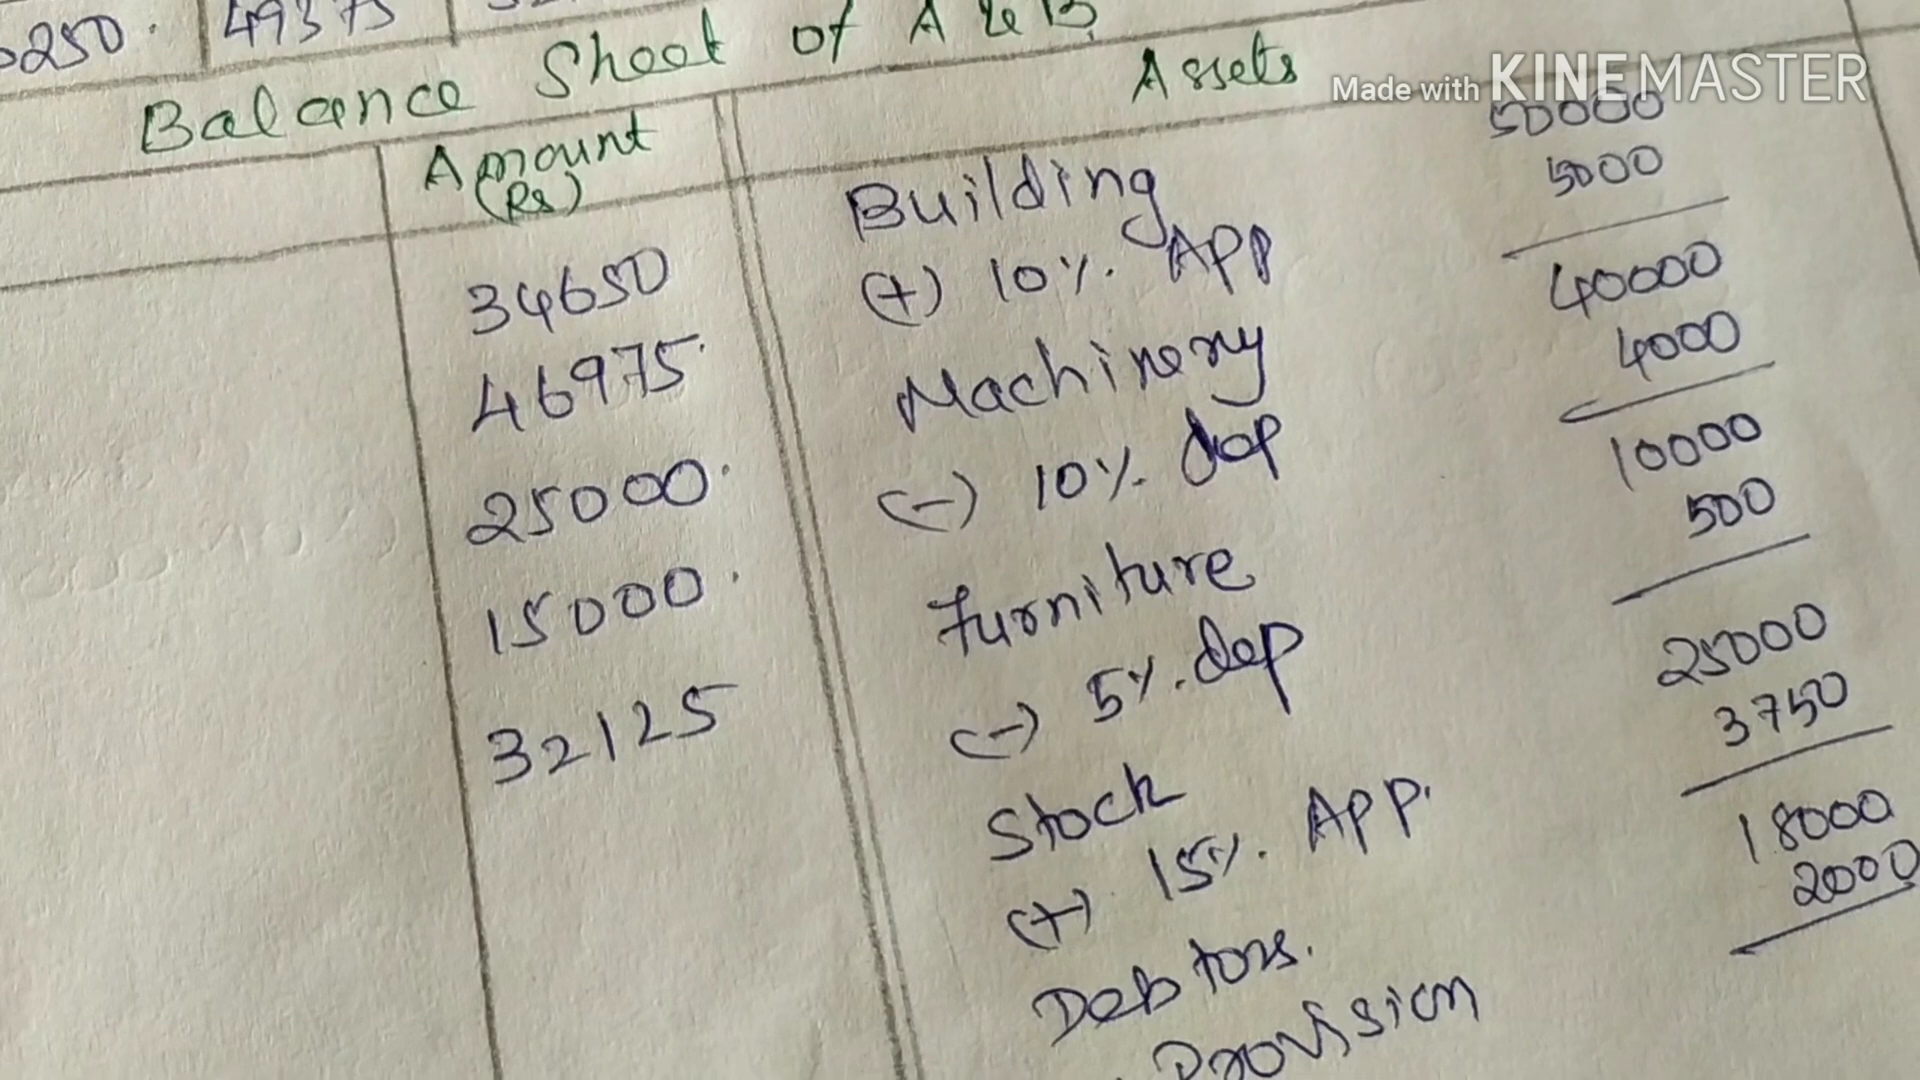 49375
Balance Sheet of A & B
Amount
(Rs)
Assets
Made with KINEMASTER
34650
46975
25000
15000
32125
Building 50000
(+) 10% App 5000
Machinery 40000
(-) 10% dep 4000
Furniture 10000
(-) 5% dep 500
Stock 25000
(+) 15% App. 3750
Debtors. 18000
Provision 2000